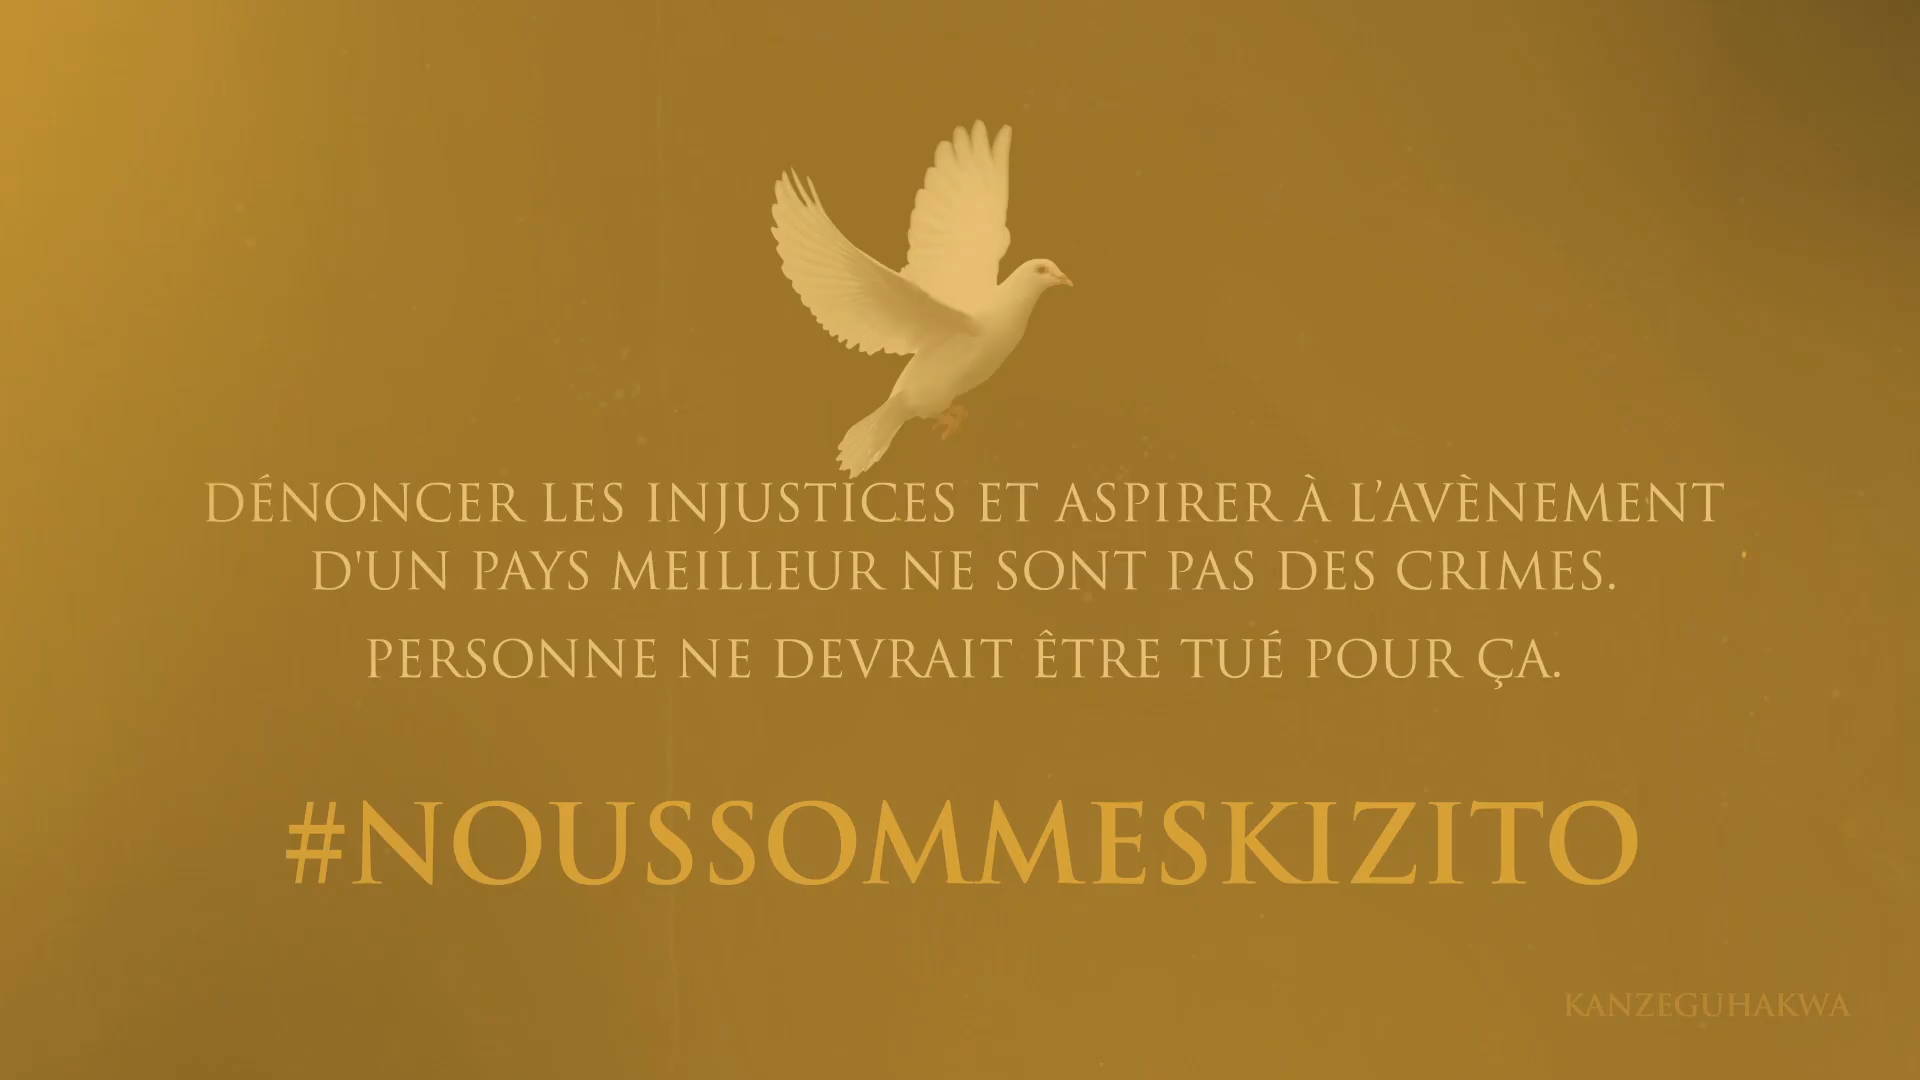 DÉNONCER LES INJUSTICES ET ASPIRER À L’AVÈNEMENT
D'UN PAYS MEILLEUR NE SONT PAS DES CRIMES.
PERSONNE NE DEVRAIT ÊTRE TUÉ POUR ÇA.
#NOUSSOMMESKIZITO
KANZEGUHAKWA